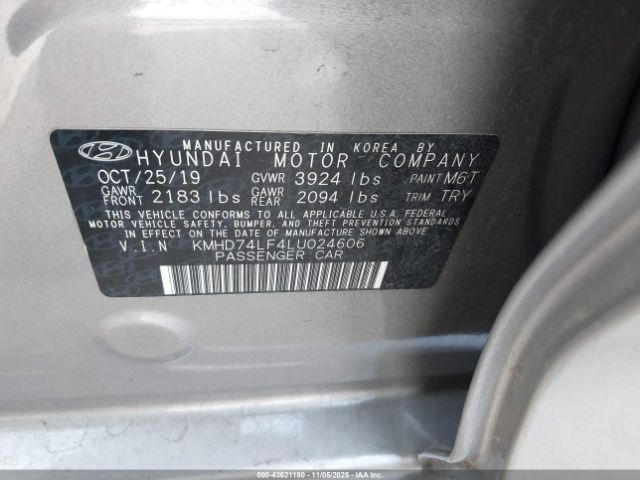 MANUFACTURED IN KOREA BY
HYUNDAI MOTOR COMPANY
OCT/25/19 GVWR 3924 lbs PAINT M6T
GAWR FRONT 2183 lbs GAWR REAR 2094 lbs TRIM TRY
THIS VEHICLE CONFORMS TO ALL APPLICABLE U.S.A. FEDERAL
MOTOR VEHICLE SAFETY, BUMPER, AND THEFT PREVENTION
STANDARDS IN EFFECT ON THE DATE OF MANUFACTURE SHOWN ABOVE.
V.I.N KMHD74LF4LU024606
PASSENGER CAR
000-43621180 - 11/05/2025 - IAAI.COM